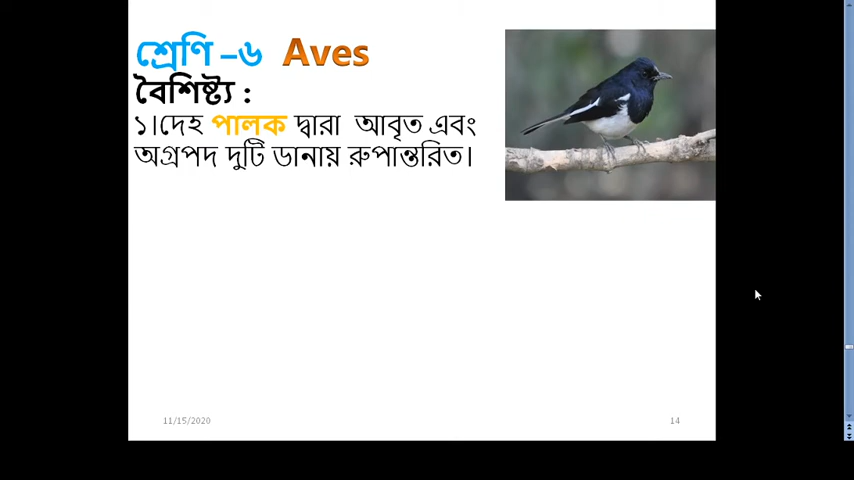 শ্রেণি –৬ Aves
বৈশিষ্ট্য :
১।দেহ পালক দ্বারা আবৃত এবং
অগ্রপদ দুটি ডানায় রুপান্তরিত।
11/15/2020 14